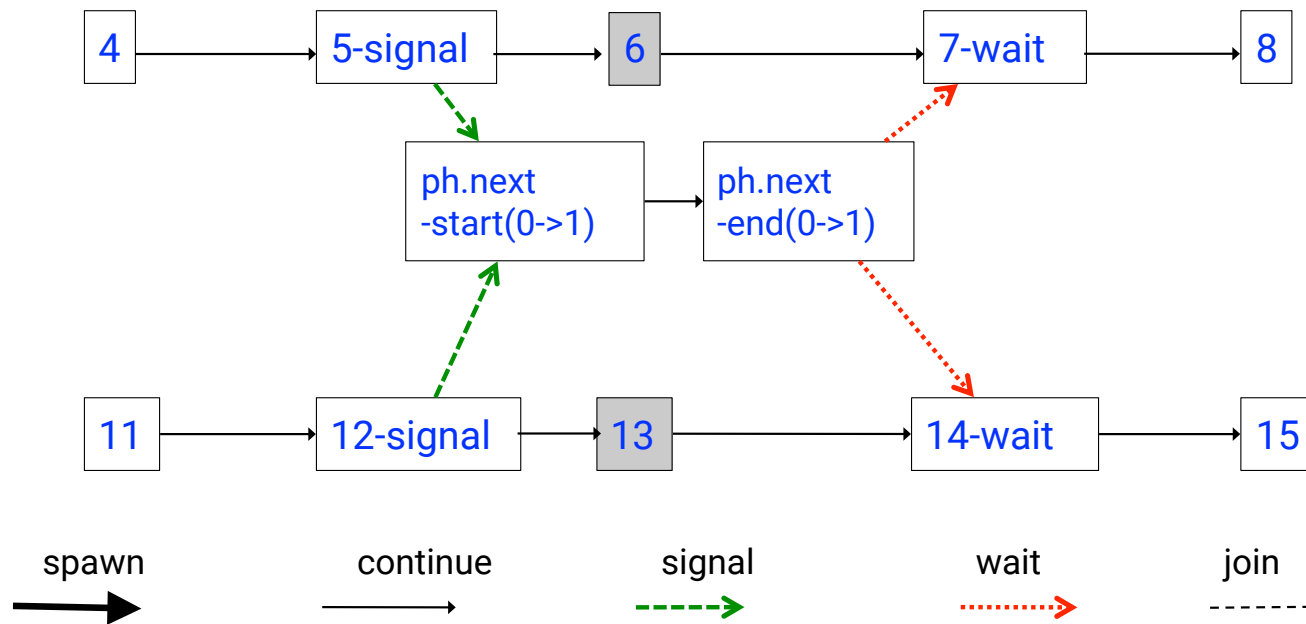 4
5-signal
6
7-wait
8
ph.next
-start(0->1)
ph.next
-end(0->1)
11
12-signal
13
14-wait
15
spawn
continue
signal
wait
join